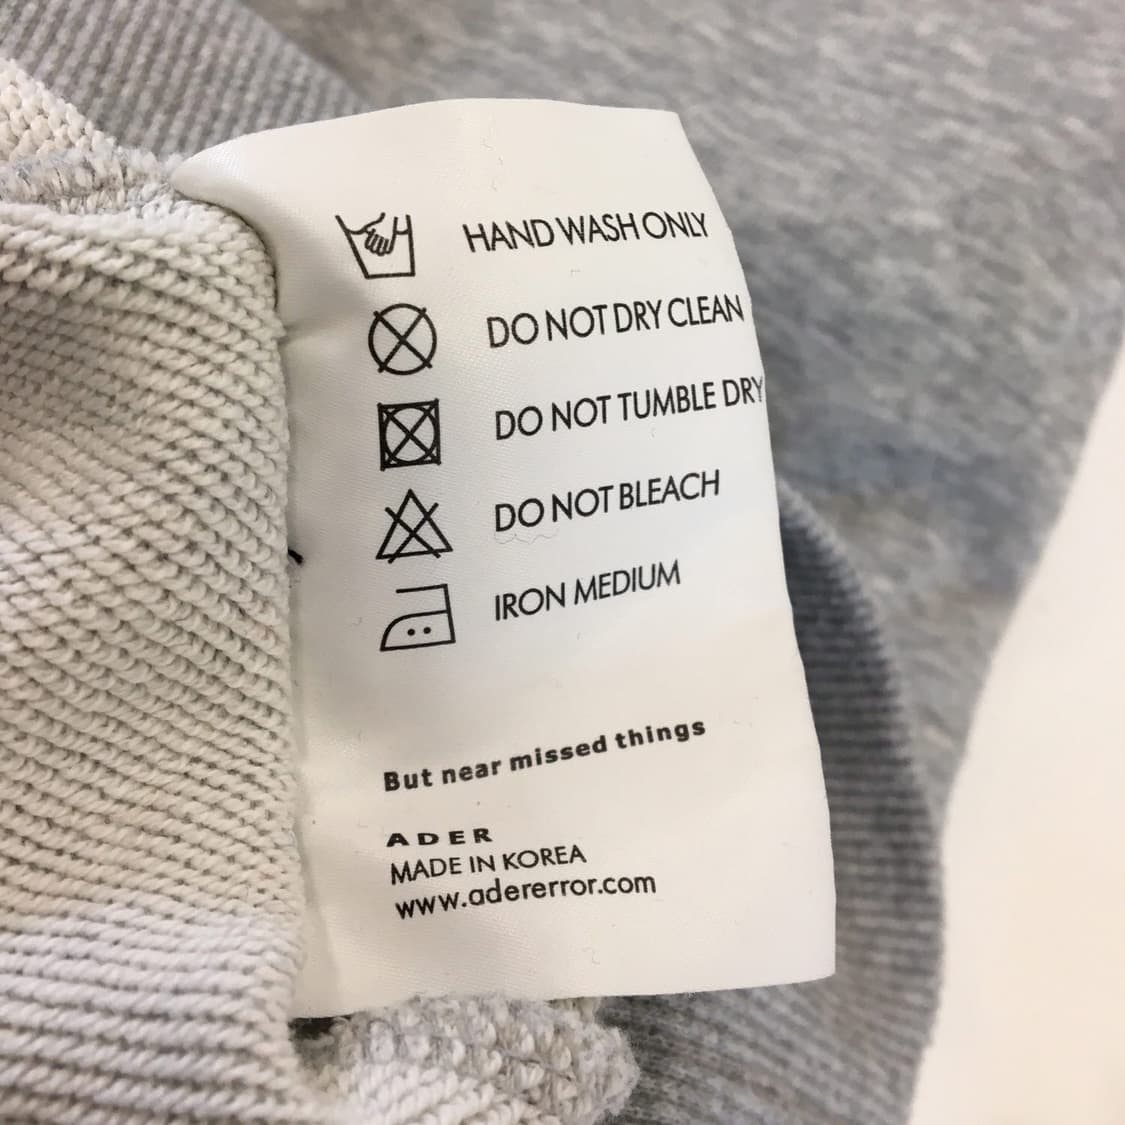 HAND WASH ONLY
DO NOT DRY CLEAN
DO NOT TUMBLE DRY
DO NOT BLEACH
IRON MEDIUM
But near missed things
ADER
MADE IN KOREA
www.adererror.com